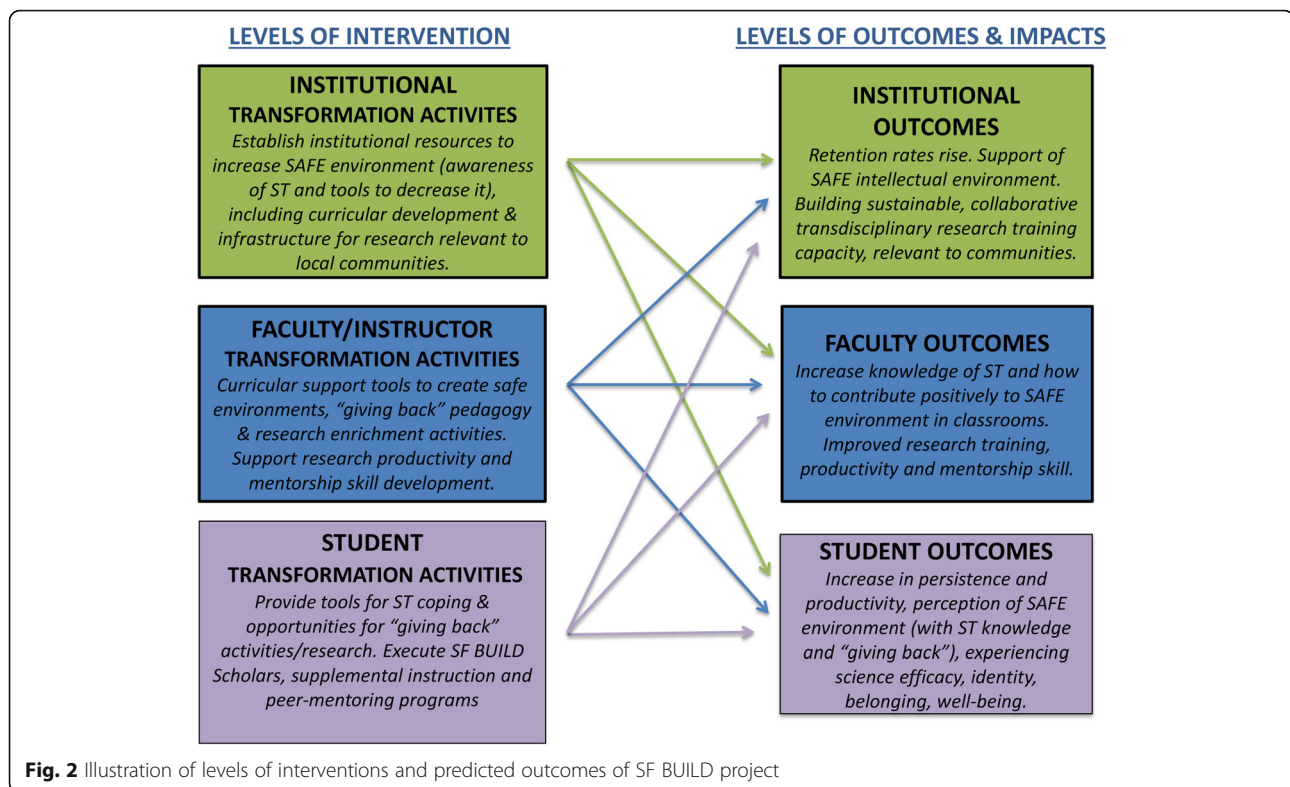 LEVELS OF INTERVENTION
INSTITUTIONAL
TRANSFORMATION ACTIVITES
Establish institutional resources to
increase SAFE environment (awareness
of ST and tools to decrease it),
including curricular development &
infrastructure for research relevant to
local communities.
FACULTY/INSTRUCTOR
TRANSFORMATION ACTIVITIES
Curricular support tools to create safe
environments, “giving back” pedagogy
& research enrichment activities.
Support research productivity and
mentorship skill development.
STUDENT
TRANSFORMATION ACTIVITIES
Provide tools for ST coping &
opportunities for “giving back”
activities/research. Execute SF BUILD
Scholars, supplemental instruction and
peer-mentoring programs
LEVELS OF OUTCOMES & IMPACTS
INSTITUTIONAL
OUTCOMES
Retention rates rise. Support of
SAFE intellectual environment.
Building sustainable, collaborative
transdisciplinary research training
capacity, relevant to communities.
FACULTY OUTCOMES
Increase knowledge of ST and how
to contribute positively to SAFE
environment in classrooms.
Improved research training,
productivity and mentorship skill.
STUDENT OUTCOMES
Increase in persistence and
productivity, perception of SAFE
environment (with ST knowledge
and “giving back”), experiencing
science efficacy, identity,
belonging, well-being.
Fig. 2 Illustration of levels of interventions and predicted outcomes of SF BUILD project